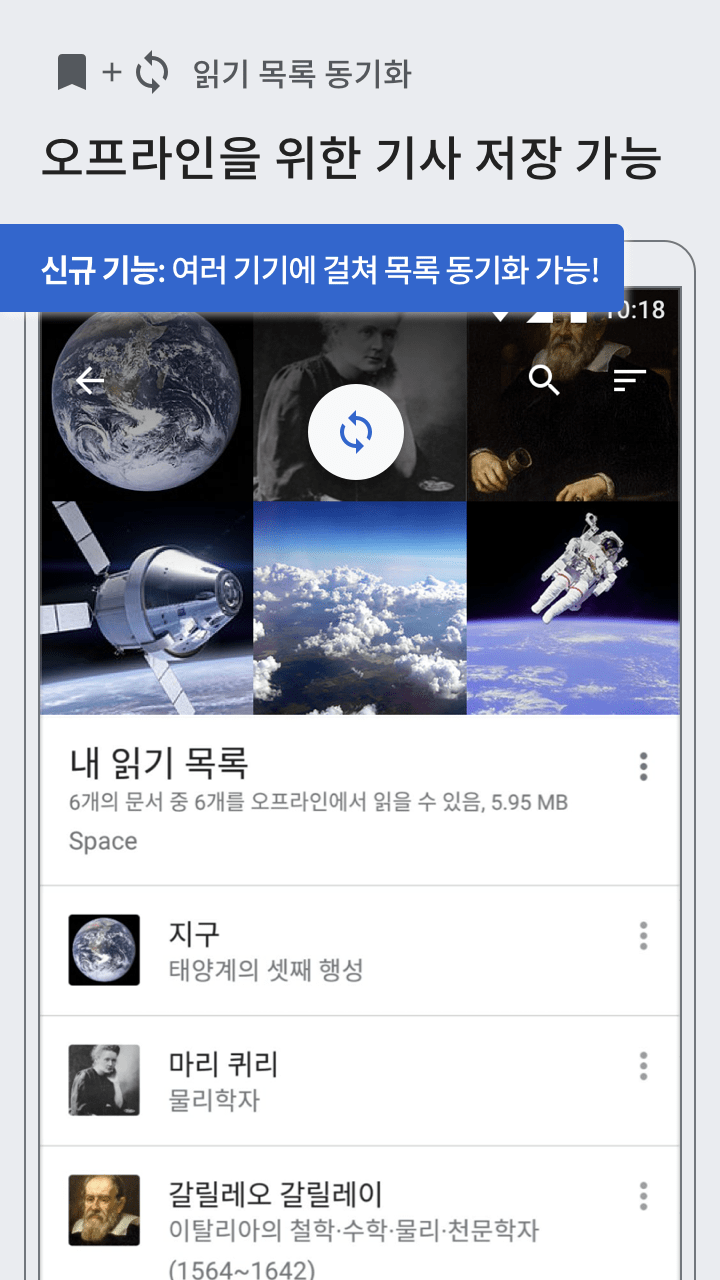 + 읽기 목록 동기화
오프라인을 위한 기사 저장 가능
신규 기능: 여러 기기에 걸쳐 목록 동기화 가능!
10:18
내 읽기 목록
6개의 문서 중 6개를 오프라인에서 읽을 수 있음, 5.95 MB
Space
지구
태양계의 셋째 행성
마리 퀴리
물리학자
갈릴레오 갈릴레이
이탈리아의 철학·수학·물리·천문학자
(1564~1642)